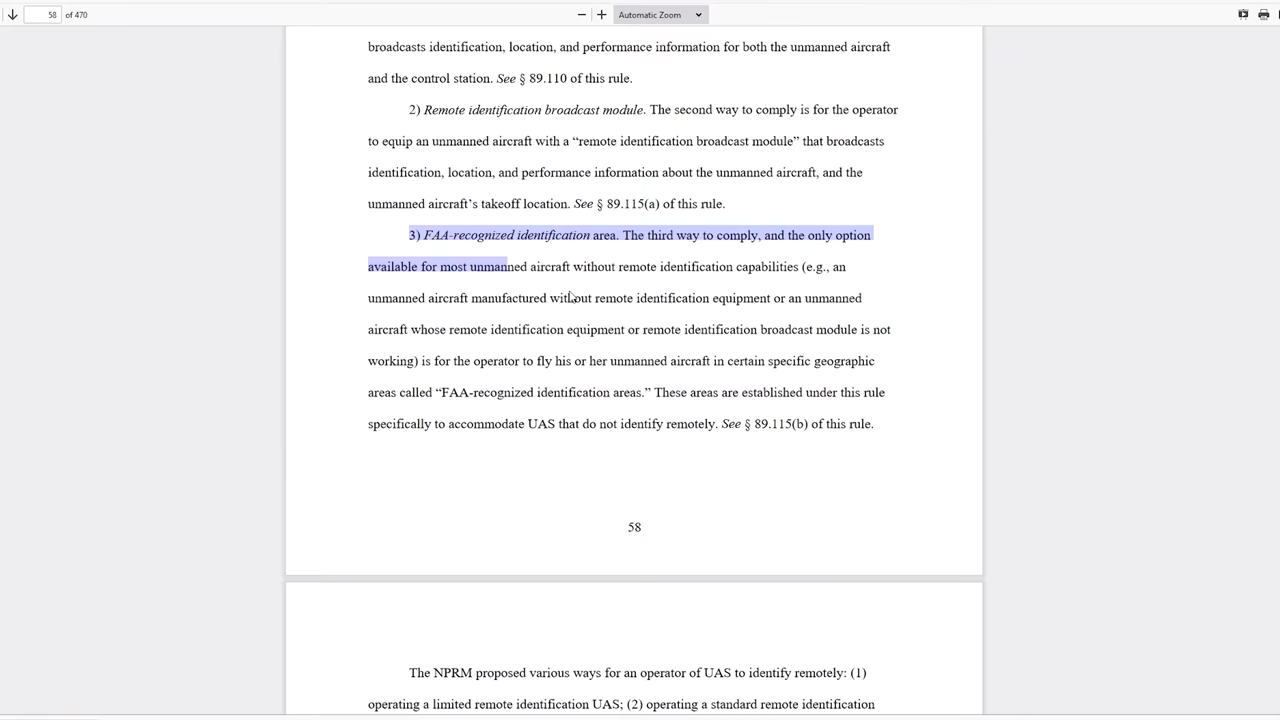 58 of 470
Automatic Zoom
broadcasts identification, location, and performance information for both the unmanned aircraft
and the control station. See § 89.110 of this rule.
2) Remote identification broadcast module. The second way to comply is for the operator
to equip an unmanned aircraft with a “remote identification broadcast module” that broadcasts
identification, location, and performance information about the unmanned aircraft, and the
unmanned aircraft’s takeoff location. See § 89.115(a) of this rule.
3) FAA-recognized identification area. The third way to comply, and the only option
available for most unmanned aircraft without remote identification capabilities (e.g., an
unmanned aircraft manufactured without remote identification equipment or an unmanned
aircraft whose remote identification equipment or remote identification broadcast module is not
working) is for the operator to fly his or her unmanned aircraft in certain specific geographic
areas called “FAA-recognized identification areas.” These areas are established under this rule
specifically to accommodate UAS that do not identify remotely. See § 89.115(b) of this rule.
58
The NPRM proposed various ways for an operator of UAS to identify remotely: (1)
operating a limited remote identification UAS; (2) operating a standard remote identification